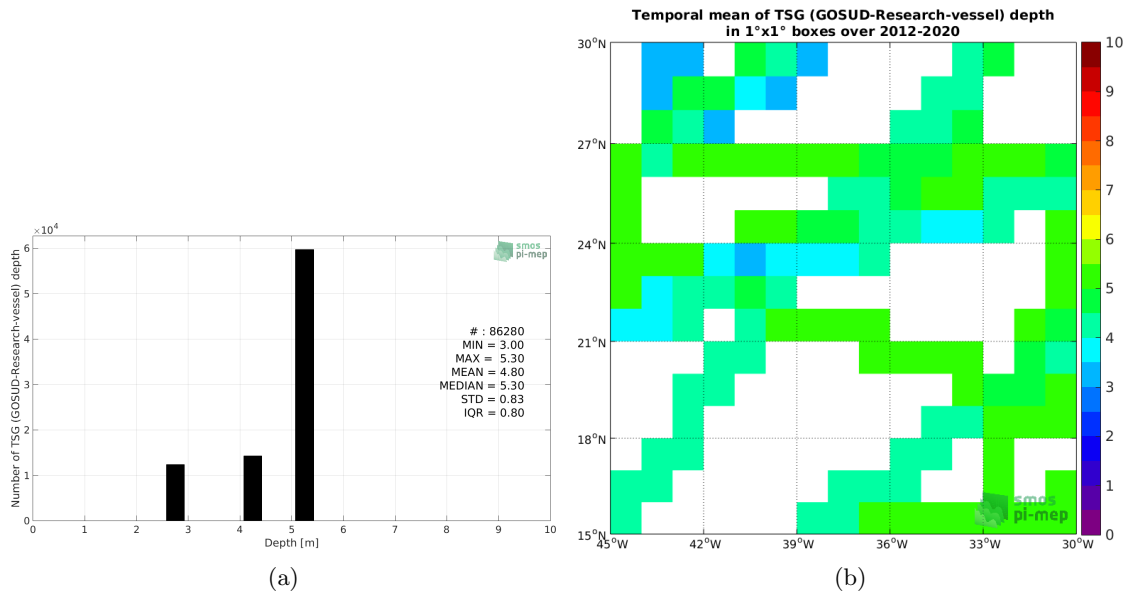 Temporal mean of TSG (GOSUD-Research-vessel) depth
in 1°x1° boxes over 2012-2020
×10⁴
Number of TSG (GOSUD-Research-vessel) depth
6
5
4
3
2
1
0
0 1 2 3 4 5 6 7 8 9 10
Depth [m]
smos
pi-mep
# : 86280
MIN = 3.00
MAX = 5.30
MEAN = 4.80
MEDIAN = 5.30
STD = 0.83
IQR = 0.80
(a)
30°N
27°N
24°N
21°N
18°N
15°N
45°W 42°W 39°W 36°W 33°W 30°W
smos
pi-mep
10
9
8
7
6
5
4
3
2
1
0
(b)